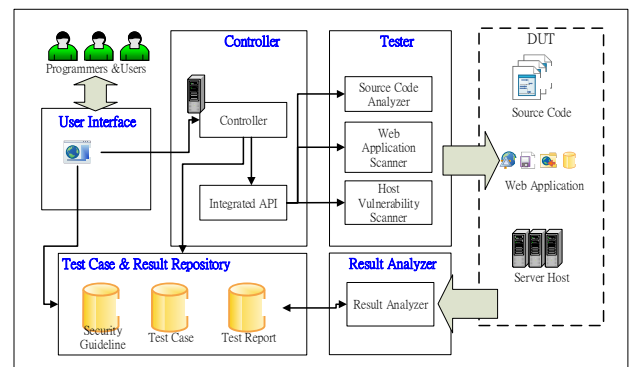 Controller
Tester
DUT
Programmers &Users
Source Code
Analyzer
Source Code
User Interface
Controller
Web
Application
Scanner
Web Application
Integrated API
Host
Vulnerability
Scanner
Test Case & Result Repository
Result Analyzer
Server Host
Result Analyzer
Security
Guideline
Test Case
Test Report